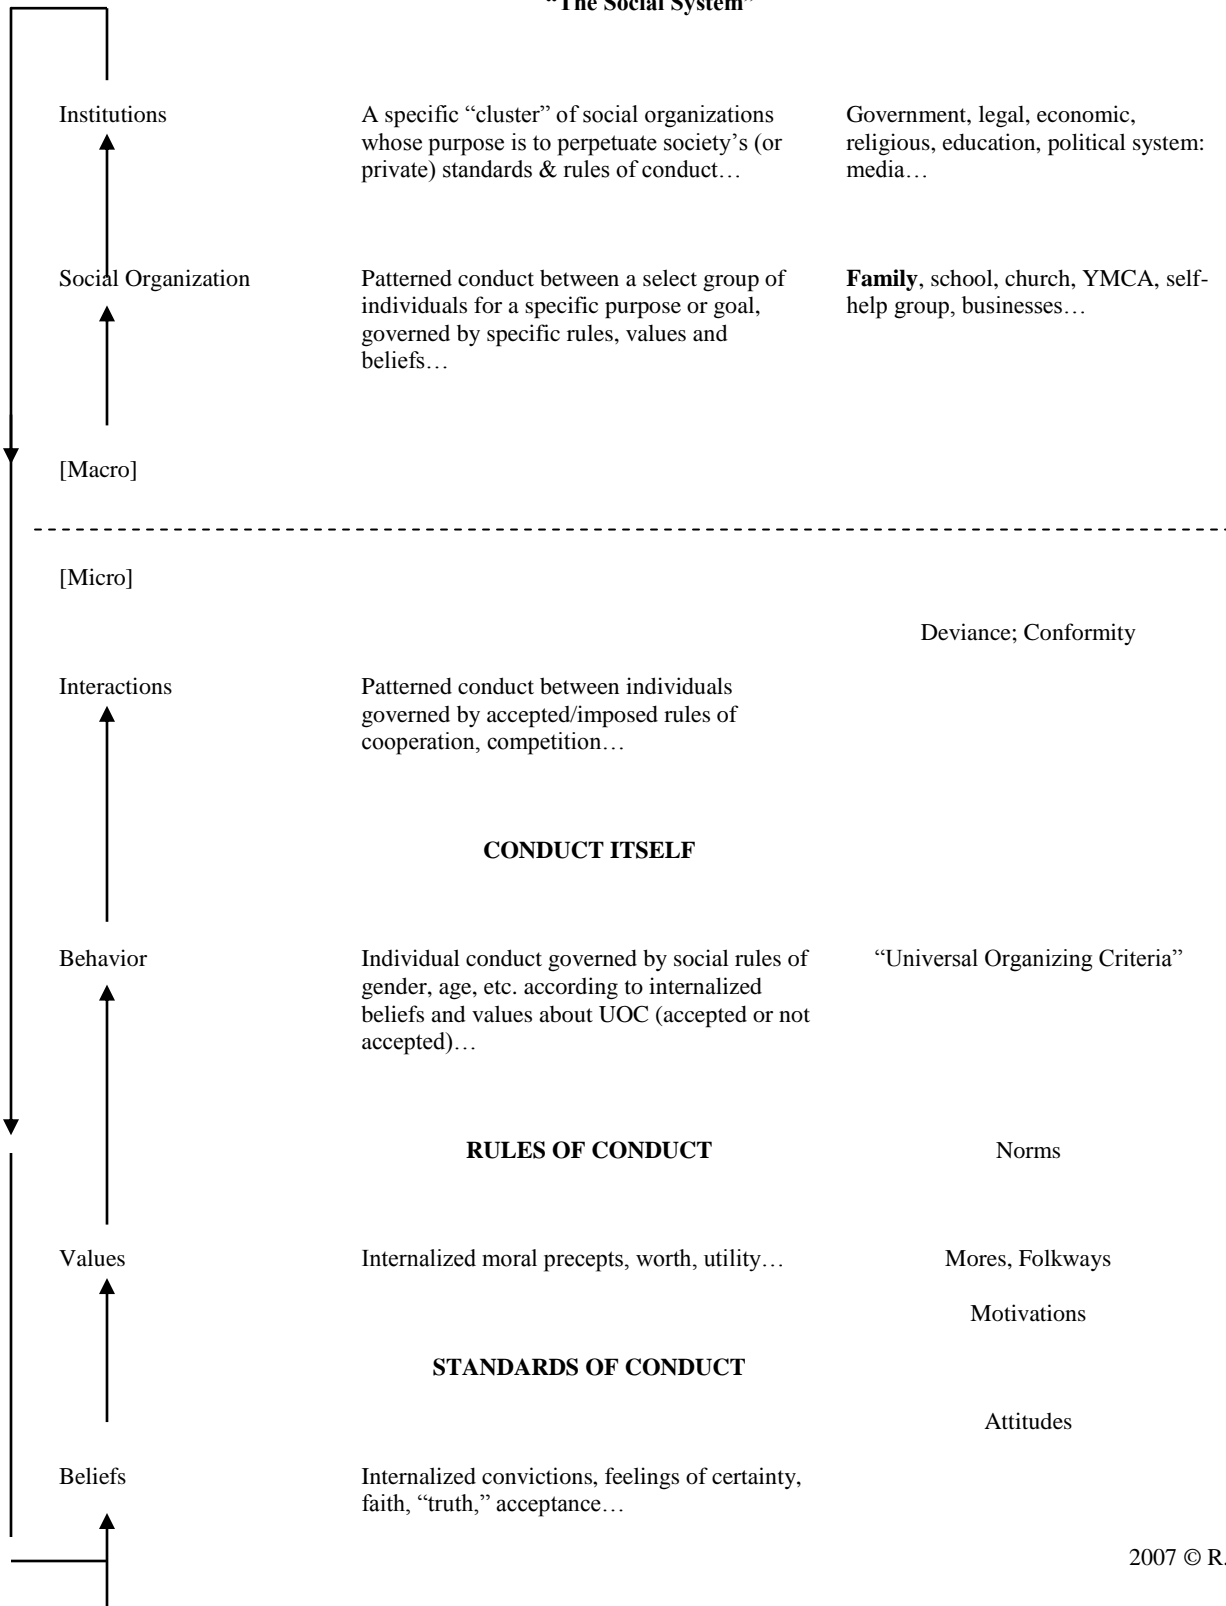 “The Social System”
Institutions
A specific “cluster” of social organizations
whose purpose is to perpetuate society’s (or
private) standards & rules of conduct…
Government, legal, economic,
religious, education, political system:
media…
Social Organization
Patterned conduct between a select group of
individuals for a specific purpose or goal,
governed by specific rules, values and
beliefs…
Family, school, church, YMCA, self-
help group, businesses…
[Macro]
[Micro]
Deviance; Conformity
Interactions
Patterned conduct between individuals
governed by accepted/imposed rules of
cooperation, competition…
CONDUCT ITSELF
Behavior
Individual conduct governed by social rules of
gender, age, etc. according to internalized
beliefs and values about UOC (accepted or not
accepted)…
“Universal Organizing Criteria”
RULES OF CONDUCT
Norms
Values
Internalized moral precepts, worth, utility…
Mores, Folkways
Motivations
STANDARDS OF CONDUCT
Attitudes
Beliefs
Internalized convictions, feelings of certainty,
faith, “truth,” acceptance…
2007 © R.